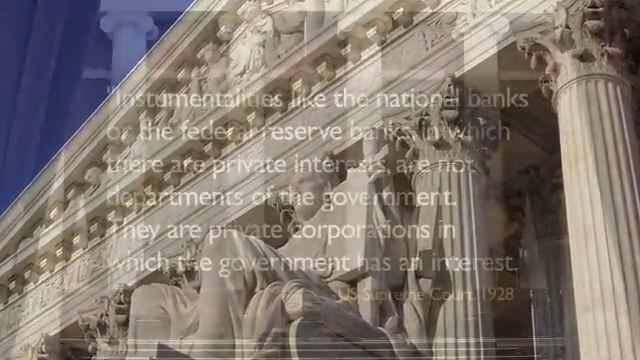 "Instumentalities like the national banks
or the federal reserve banks, in which
there are private interests, are not
departments of the government.
They are private corporations in
which the government has an interest."
US Supreme Court, 1928